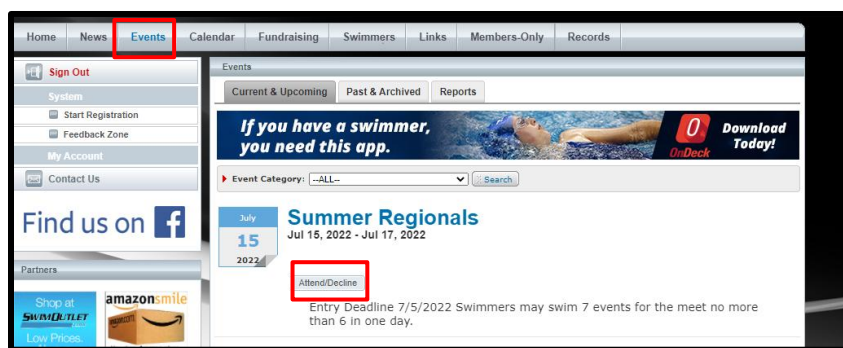 Home News Events Calendar Fundraising Swimmers Links Members-Only Records
Sign Out
System
Start Registration
Feedback Zone
My Account
Contact Us
Find us on f
Partners
Shop at
SWIMOUTLET
Low Prices
amazonsmile
amazon
Events
Current & Upcoming Past & Archived Reports
If you have a swimmer,
you need this app.
OnDeck
Download
Today!
Event Category: --ALL-- Search
July
15
2022
Summer Regionals
Jul 15, 2022 - Jul 17, 2022
Attend/Decline
Entry Deadline 7/5/2022 Swimmers may swim 7 events for the meet no more
than 6 in one day.